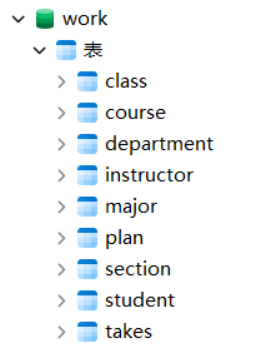 work
表
class
course
department
instructor
major
plan
section
student
takes